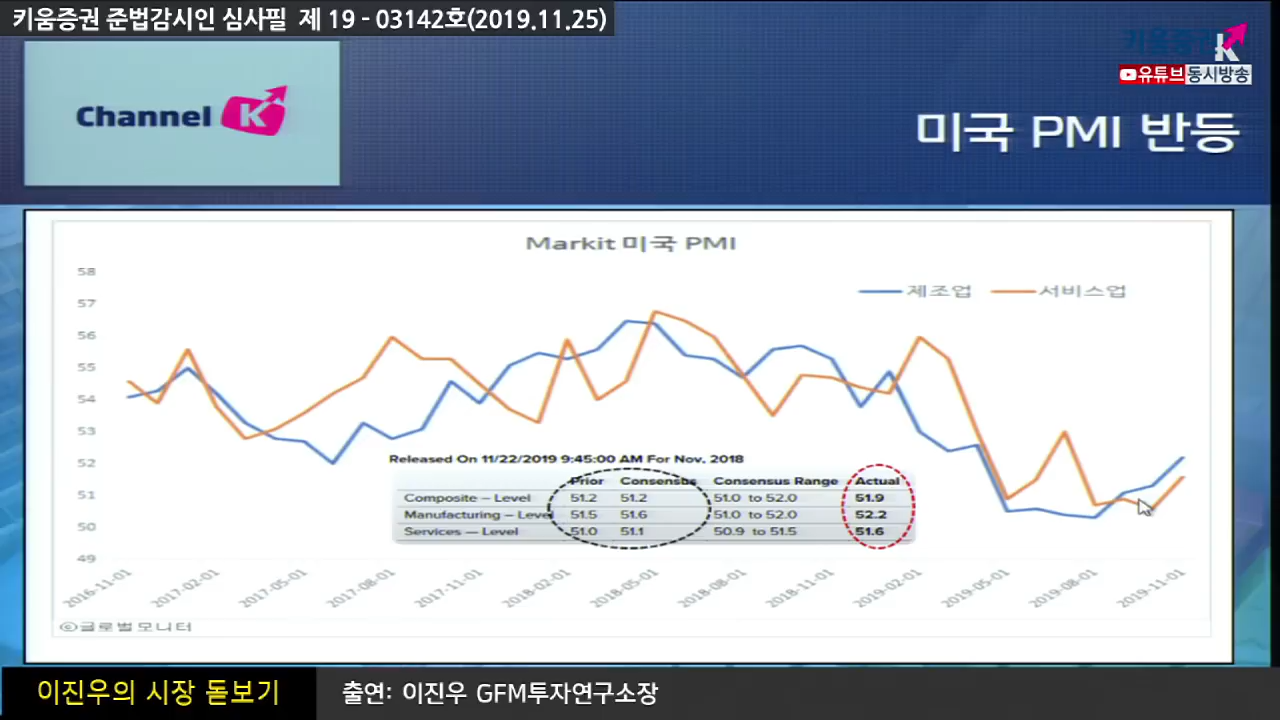 키움증권 준법감시인 심사필 제 19 - 03142호(2019.11.25)
키움증권
유튜브 동시방송
Channel K
미국 PMI 반등
Markit 미국 PMI
제조업 서비스업
58
57
56
55
54
53
52
51
50
49
Released On 11/22/2019 9:45:00 AM For Nov, 2018
Prior Consensus Consensus Range Actual
Composite – Level 51.2 51.2 51.0 to 52.0 51.9
Manufacturing – Level 51.5 51.6 51.0 to 52.0 52.2
Services – Level 51.0 51.1 50.9 to 51.5 51.6
2016-11-01 2017-02-01 2017-05-01 2017-08-01 2017-11-01 2018-02-01 2018-05-01 2018-08-01 2018-11-01 2019-02-01 2019-05-01 2019-08-01 2019-11-01
ⓒ글로벌모니터
이진우의 시장 돋보기
출연: 이진우 GFM투자연구소장